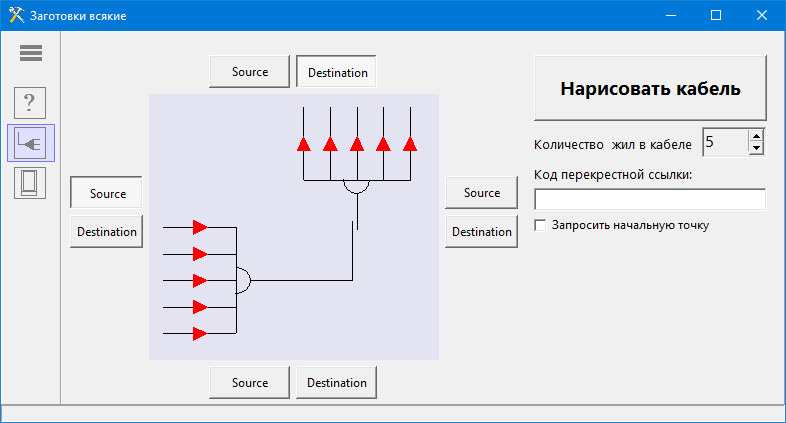 Заготовки всякие
Source
Destination
Нарисовать кабель
Количество жил в кабеле
5
?
Код перекрестной ссылки:
Source
Destination
Source
Destination
Запросить начальную точку
Source
Destination